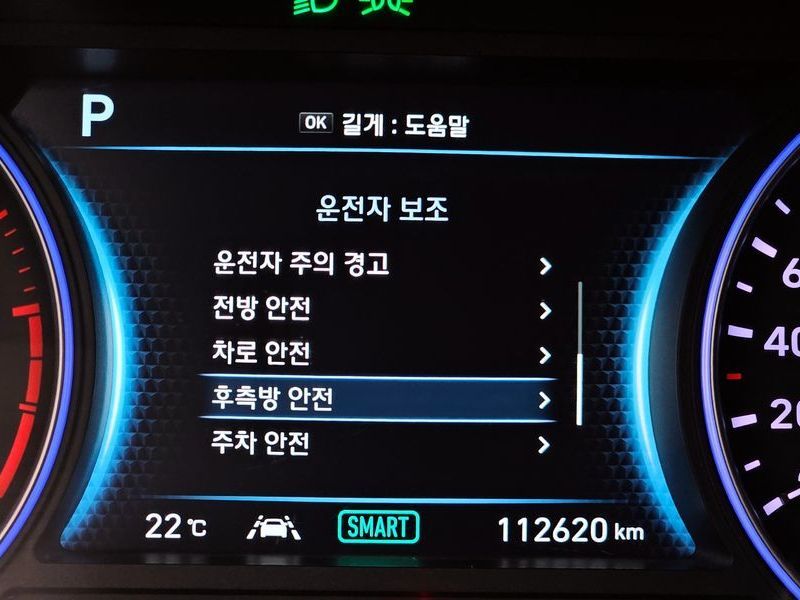 P
OK 길게 : 도움말
운전자 보조
운전자 주의 경고
전방 안전
차로 안전
후측방 안전
주차 안전
22℃ SMART 112620 km
40